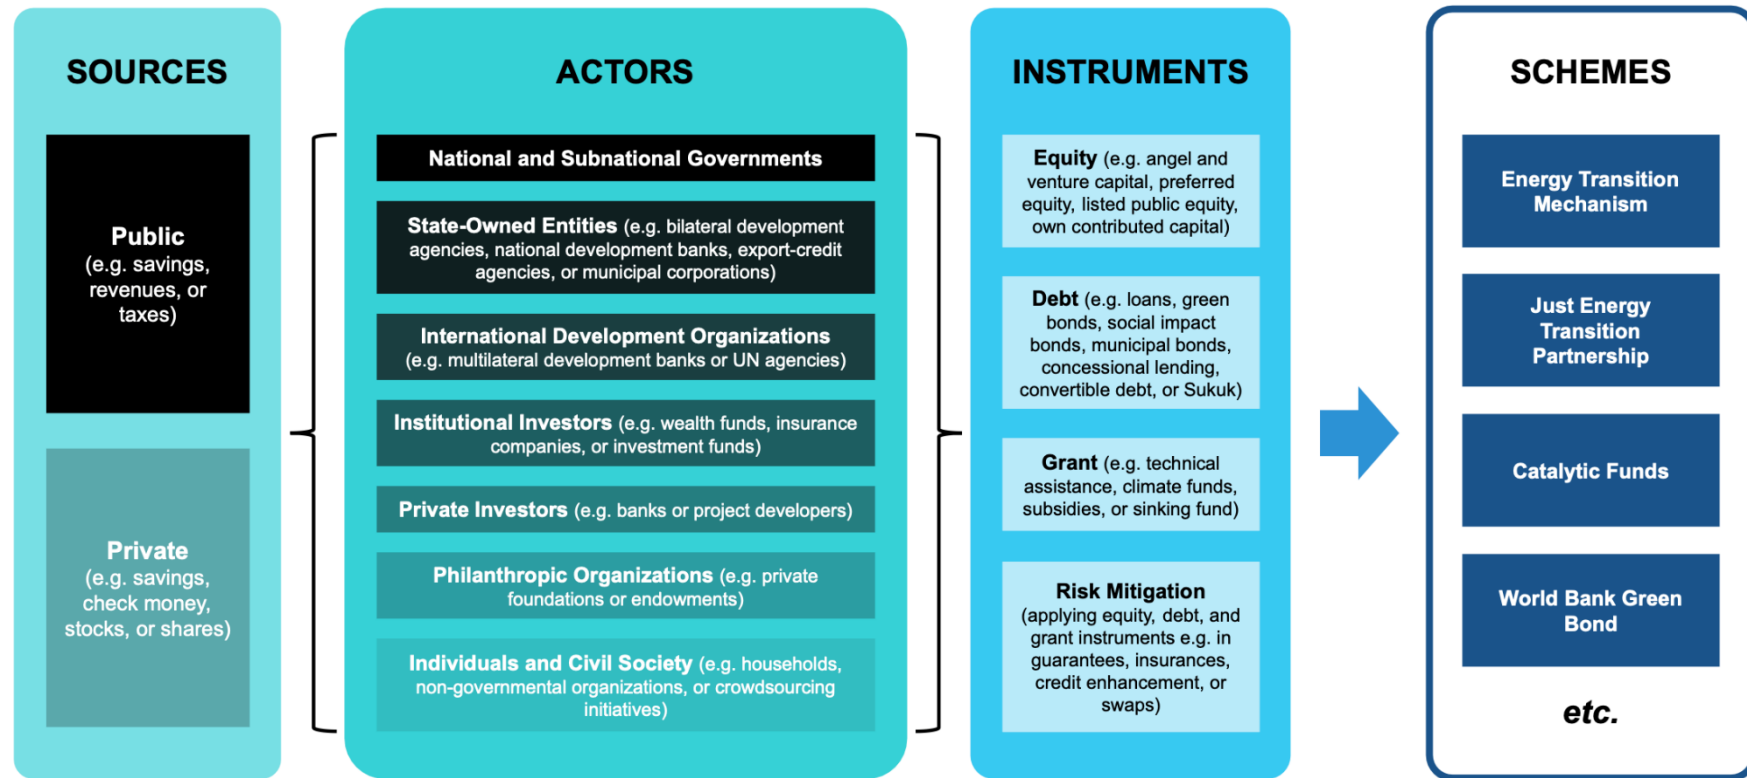 SOURCES
Public
(e.g. savings,
revenues, or
taxes)
Private
(e.g. savings,
check money,
stocks, or shares)
ACTORS
National and Subnational Governments
State-Owned Entities (e.g. bilateral development
agencies, national development banks, export-credit
agencies, or municipal corporations)
International Development Organizations
(e.g. multilateral development banks or UN agencies)
Institutional Investors (e.g. wealth funds, insurance
companies, or investment funds)
Private Investors (e.g. banks or project developers)
Philanthropic Organizations (e.g. private
foundations or endowments)
Individuals and Civil Society (e.g. households,
non-governmental organizations, or crowdsourcing
initiatives)
INSTRUMENTS
Equity (e.g. angel and
venture capital, preferred
equity, listed public equity,
own contributed capital)
Debt (e.g. loans, green
bonds, social impact
bonds, municipal bonds,
concessional lending,
convertible debt, or Sukuk)
Grant (e.g. technical
assistance, climate funds,
subsidies, or sinking fund)
Risk Mitigation
(applying equity, debt, and
grant instruments e.g. in
guarantees, insurances,
credit enhancement, or
swaps)
SCHEMES
Energy Transition
Mechanism
Just Energy
Transition
Partnership
Catalytic Funds
World Bank Green
Bond
etc.